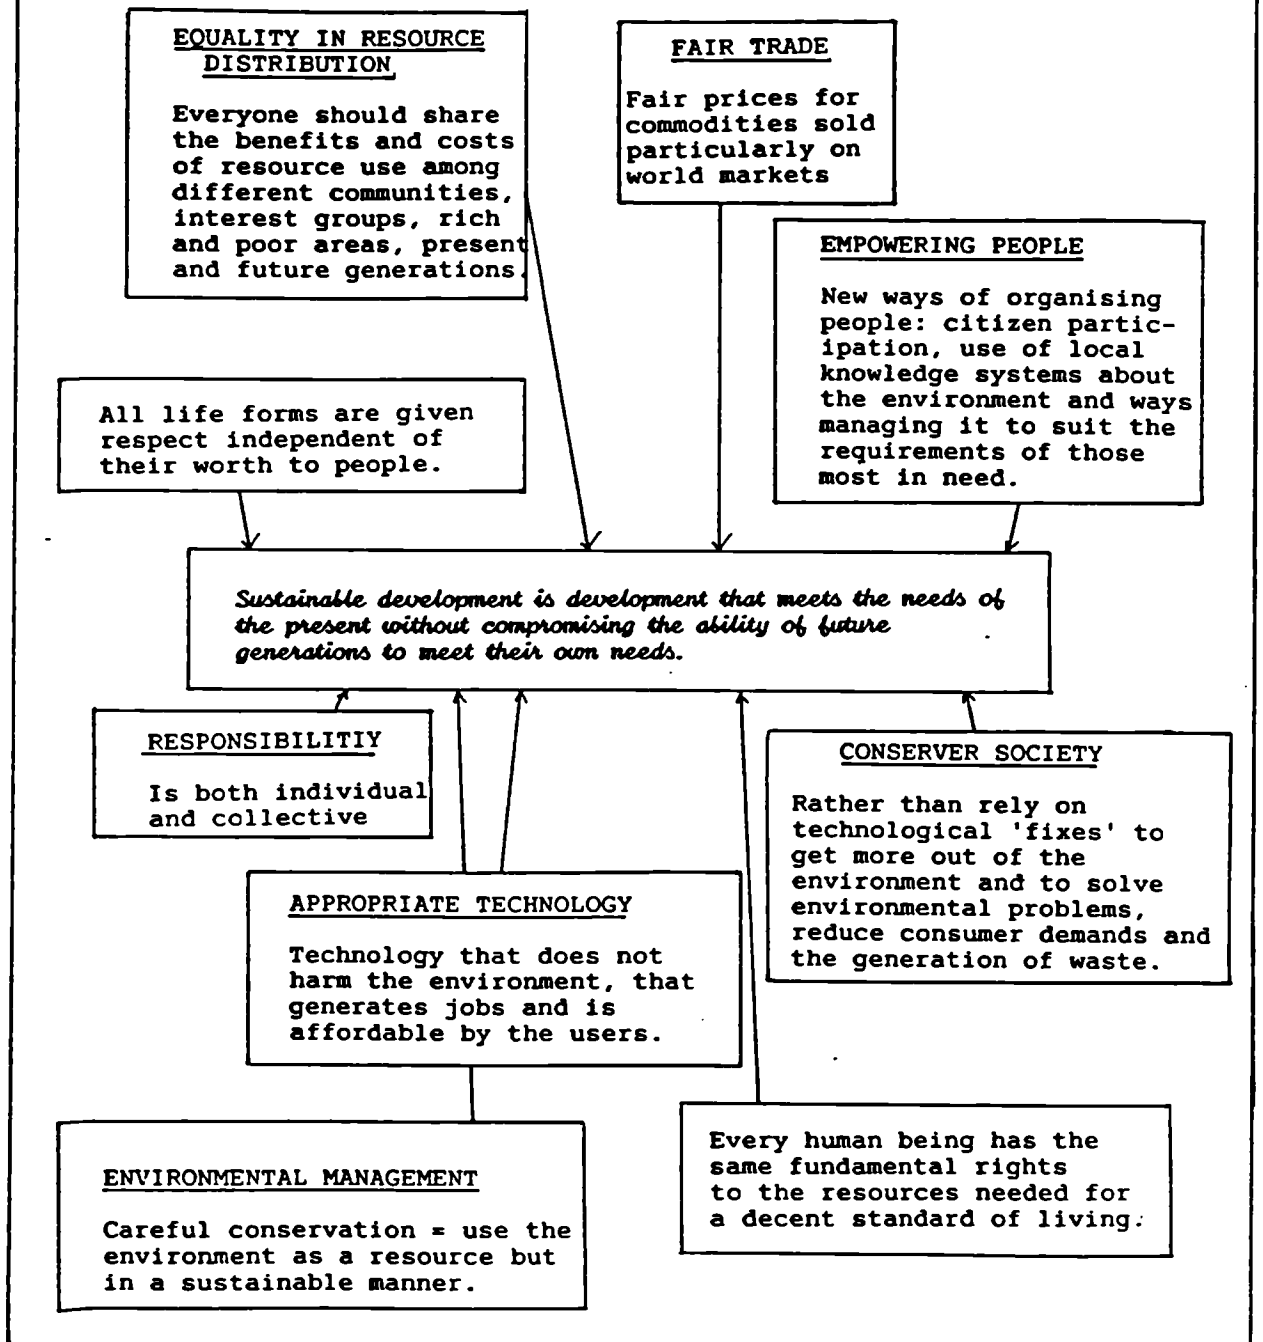 EQUALITY IN RESOURCE
DISTRIBUTION
Everyone should share
the benefits and costs
of resource use among
different communities,
interest groups, rich
and poor areas, present
and future generations.
FAIR TRADE
Fair prices for
commodities sold
particularly on
world markets
EMPOWERING PEOPLE
New ways of organising
people: citizen partic-
ipation, use of local
knowledge systems about
the environment and ways
managing it to suit the
requirements of those
most in need.
All life forms are given
respect independent of
their worth to people.
Sustainable development is development that meets the needs of
the present without compromising the ability of future
generations to meet their own needs.
RESPONSIBILITIY
Is both individual
and collective
CONSERVER SOCIETY
Rather than rely on
technological 'fixes' to
get more out of the
environment and to solve
environmental problems,
reduce consumer demands and
the generation of waste.
APPROPRIATE TECHNOLOGY
Technology that does not
harm the environment, that
generates jobs and is
affordable by the users.
ENVIRONMENTAL MANAGEMENT
Careful conservation = use the
environment as a resource but
in a sustainable manner.
Every human being has the
same fundamental rights
to the resources needed for
a decent standard of living.